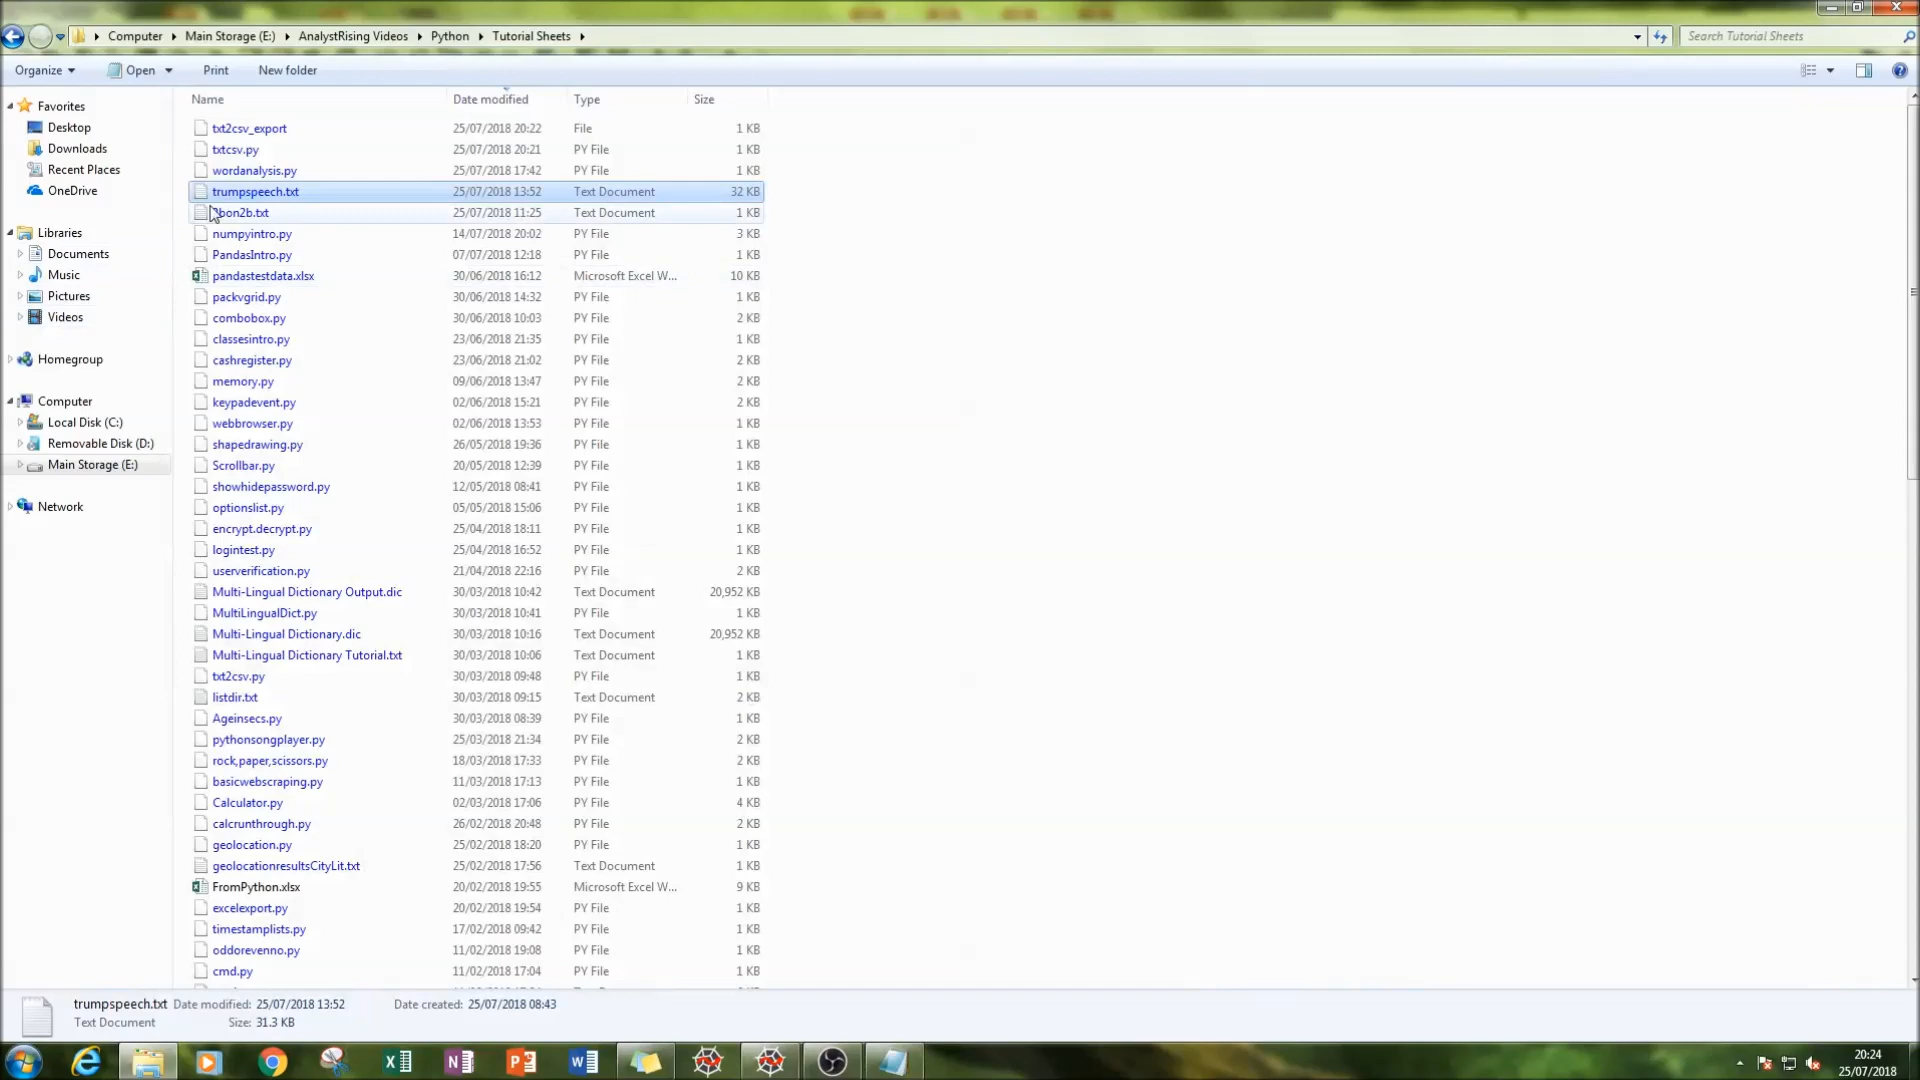 Computer Main Storage (E:) AnalystRising Videos Python Tutorial Sheets Search Tutorial Sheets
Organize Open Print New folder
Name Date modified Type Size
Favorites
Desktop
Downloads
Recent Places
OneDrive
Libraries
Documents
Music
Pictures
Videos
Homegroup
Computer
Local Disk (C:)
Removable Disk (D:)
Main Storage (E:)
Network
txt2csv_export 25/07/2018 20:22 File 1 KB
txtcsv.py 25/07/2018 20:21 PY File 1 KB
wordanalysis.py 25/07/2018 17:42 PY File 1 KB
trumpspeech.txt 25/07/2018 13:52 Text Document 32 KB
25/07/2018 11:25 Text Document 1 KB
numpyintro.py 14/07/2018 20:02 PY File 3 KB
PandasIntro.py 07/07/2018 12:18 PY File 1 KB
pandastestdata.xlsx 30/06/2018 16:12 Microsoft Excel W... 10 KB
packvgrid.py 30/06/2018 14:32 PY File 1 KB
combobox.py 30/06/2018 10:03 PY File 2 KB
classesintro.py 23/06/2018 21:35 PY File 1 KB
cashregister.py 23/06/2018 21:02 PY File 2 KB
memory.py 09/06/2018 13:47 PY File 2 KB
keypadevent.py 02/06/2018 15:21 PY File 2 KB
webbrowser.py 02/06/2018 13:53 PY File 1 KB
shapedrawing.py 26/05/2018 19:36 PY File 1 KB
Scrollbar.py 20/05/2018 12:39 PY File 1 KB
showhidepassword.py 12/05/2018 08:41 PY File 1 KB
optionslist.py 05/05/2018 15:06 PY File 1 KB
encrypt.decrypt.py 25/04/2018 18:11 PY File 1 KB
logintest.py 25/04/2018 16:52 PY File 1 KB
userverification.py 21/04/2018 22:16 PY File 2 KB
Multi-Lingual Dictionary Output.dic 30/03/2018 10:42 Text Document 20,952 KB
MultiLingualDict.py 30/03/2018 10:41 PY File 1 KB
Multi-Lingual Dictionary.dic 30/03/2018 10:16 Text Document 20,952 KB
Multi-Lingual Dictionary Tutorial.txt 30/03/2018 10:06 Text Document 1 KB
txt2csv.py 30/03/2018 09:48 PY File 1 KB
listdir.txt 30/03/2018 09:15 Text Document 2 KB
Ageinsecs.py 30/03/2018 08:39 PY File 1 KB
pythonsongplayer.py 25/03/2018 21:34 PY File 2 KB
rock,paper,scissors.py 18/03/2018 17:33 PY File 2 KB
basicwebscraping.py 11/03/2018 17:13 PY File 1 KB
Calculator.py 02/03/2018 17:06 PY File 4 KB
calcrunthrough.py 26/02/2018 20:48 PY File 2 KB
geolocation.py 25/02/2018 18:20 PY File 1 KB
geolocationresultsCityLit.txt 25/02/2018 17:56 Text Document 1 KB
FromPython.xlsx 20/02/2018 19:55 Microsoft Excel W... 9 KB
excelexport.py 20/02/2018 19:54 PY File 1 KB
timestamplists.py 17/02/2018 09:42 PY File 1 KB
oddorevenno.py 11/02/2018 19:08 PY File 1 KB
cmd.py 11/02/2018 17:04 PY File 1 KB
trumpspeech.txt Date modified: 25/07/2018 13:52 Date created: 25/07/2018 08:43
Text Document Size: 31.3 KB
20:24
25/07/2018